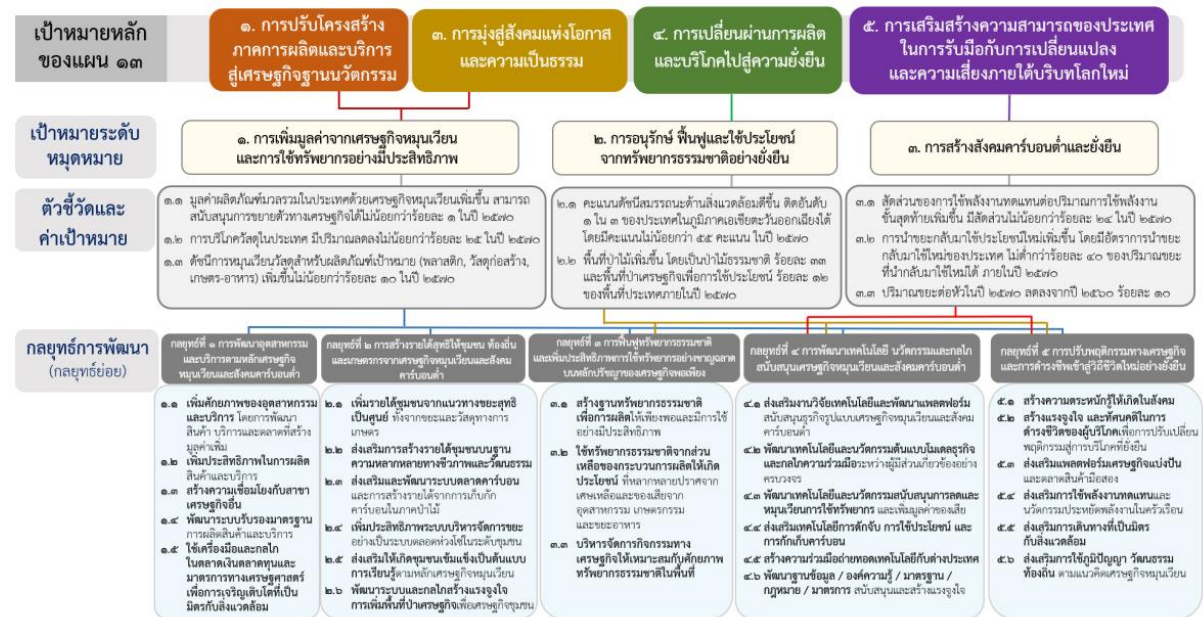 เป้าหมายหลัก
ของแผน ๑๓
๑. การปรับโครงสร้าง
ภาคการผลิตและบริการ
สู่เศรษฐกิจฐานนวัตกรรม
๓. การมุ่งสู่สังคมแห่งโอกาส
และความเป็นธรรม
๔. การเปลี่ยนผ่านการผลิต
และบริโภคไปสู่ความยั่งยืน
๕. การเสริมสร้างความสามารถของประเทศ
ในการรับมือกับการเปลี่ยนแปลง
และความเสี่ยงภายใต้บริบทโลกใหม่
เป้าหมายระดับ
หมุดหมาย
๑. การเพิ่มมูลค่าจากเศรษฐกิจหมุนเวียน
และการใช้ทรัพยากรอย่างมีประสิทธิภาพ
๒. การอนุรักษ์ ฟื้นฟูและใช้ประโยชน์
จากทรัพยากรธรรมชาติอย่างยั่งยืน
๓. การสร้างสังคมคาร์บอนต่ำและยั่งยืน
ตัวชี้วัดและ
ค่าเป้าหมาย
๑.๑ มูลค่าผลิตภัณฑ์มวลรวมในประเทศด้วยเศรษฐกิจหมุนเวียนเพิ่มขึ้น สามารถ
สนับสนุนการขยายตัวทางเศรษฐกิจได้ไม่น้อยกว่าร้อยละ ๑ ในปี ๒๕๗๐
๑.๒ การบริโภควัสดุในประเทศ มีปริมาณลดลงไม่น้อยกว่าร้อยละ ๒๕ ในปี ๒๕๗๐
๑.๓ ดัชนีการหมุนเวียนวัสดุสำหรับผลิตภัณฑ์เป้าหมาย (พลาสติก, วัสดุก่อสร้าง,
เกษตร-อาหาร) เพิ่มขึ้นไม่น้อยกว่าร้อยละ ๑๐ ในปี ๒๕๗๐
๒.๑ คะแนนดัชนีสมรรถนะด้านสิ่งแวดล้อมดีขึ้น ติดอันดับ
๑ ใน ๓ ของประเทศในภูมิภาคเอเชียตะวันออกเฉียงใต้
โดยมีคะแนนไม่น้อยกว่า ๕๕ คะแนน ในปี ๒๕๗๐
๒.๒ พื้นที่ป่าไม้เพิ่มขึ้น โดยเป็นป่าไม้ธรรมชาติ ร้อยละ ๓๓
และพื้นที่ป่าเศรษฐกิจเพื่อการใช้ประโยชน์ ร้อยละ ๑๒
ของพื้นที่ประเทศภายในปี ๒๕๗๐
๓.๑ สัดส่วนของการใช้พลังงานทดแทนต่อปริมาณการใช้พลังงาน
ขั้นสุดท้ายเพิ่มขึ้น มีสัดส่วนไม่น้อยกว่าร้อยละ ๒๔ ในปี ๒๕๗๐
๓.๒ การนำขยะกลับมาใช้ประโยชน์ใหม่เพิ่มขึ้น โดยมีอัตราการนำขยะ
กลับมาใช้ใหม่ของประเทศ ไม่ต่ำกว่าร้อยละ ๔๐ ของปริมาณขยะ
ที่นำกลับมาใช้ใหม่ได้ ภายในปี ๒๕๗๐
๓.๓ ปริมาณขยะต่อหัวในปี ๒๕๗๐ ลดลงจากปี ๒๕๖๐ ร้อยละ ๑๐
กลยุทธ์การพัฒนา
(กลยุทธ์ย่อย)
กลยุทธ์ที่ ๑ การพัฒนาอุตสาหกรรม
และบริการตามหลักเศรษฐกิจ
หมุนเวียนและสังคมคาร์บอนต่ำ
๑.๑ เพิ่มศักยภาพของอุตสาหกรรม
และบริการ โดยการพัฒนา
สินค้า บริการและตลาดที่สร้าง
มูลค่าเพิ่ม
๑.๒ เพิ่มประสิทธิภาพในการผลิต
สินค้าและบริการ
๑.๓ สร้างความเชื่อมโยงกับสาขา
เศรษฐกิจอื่น
๑.๔ พัฒนาระบบรับรองมาตรฐาน
การผลิตสินค้าและบริการ
๑.๕ ใช้เครื่องมือและกลไก
ในตลาดเงินตลาดทุนและ
มาตรการทางเศรษฐศาสตร์
เพื่อการเจริญเติบโตที่เป็น
มิตรกับสิ่งแวดล้อม
กลยุทธ์ที่ ๒ การสร้างรายได้สุทธิให้ชุมชน ท้องถิ่น
และเกษตรกรจากเศรษฐกิจหมุนเวียนและสังคม
คาร์บอนต่ำ
๒.๑ เพิ่มรายได้ชุมชนจากแนวทางขยะสุทธิ
เป็นศูนย์ ทั้งจากขยะและวัสดุทางการ
เกษตร
๒.๒ ส่งเสริมการสร้างรายได้ชุมชนบนฐาน
ความหลากหลายทางชีวภาพและวัฒนธรรม
๒.๓ ส่งเสริมและพัฒนาระบบตลาดคาร์บอน
และการสร้างรายได้จากการเก็บกัก
คาร์บอนในภาคป่าไม้
๒.๔ เพิ่มประสิทธิภาพระบบบริหารจัดการขยะ
อย่างเป็นระบบตลอดห่วงโซ่ในระดับชุมชน
๒.๕ ส่งเสริมให้เกิดชุมชนเข้มแข็งเป็นต้นแบบ
การเรียนรู้ตามหลักเศรษฐกิจหมุนเวียน
๒.๖ พัฒนาระบบและกลไกสร้างแรงจูงใจ
การเพิ่มพื้นที่ป่าเศรษฐกิจเพื่อเศรษฐกิจชุมชน
กลยุทธ์ที่ ๓ การฟื้นฟูทรัพยากรธรรมชาติ
และเพิ่มประสิทธิภาพการใช้ทรัพยากรอย่างชาญฉลาด
บนหลักปรัชญาของเศรษฐกิจพอเพียง
๓.๑ สร้างฐานทรัพยากรธรรมชาติ
เพื่อการผลิตให้เพียงพอและมีการใช้
อย่างมีประสิทธิภาพ
๓.๒ ใช้ทรัพยากรธรรมชาติจากส่วน
เหลือของกระบวนการผลิตให้เกิด
ประโยชน์ ที่หลากหลายปราศจาก
เศษเหลือและของเสียจาก
อุตสาหกรรม เกษตรกรรม
และขยะอาหาร
๓.๓ บริหารจัดการกิจกรรมทาง
เศรษฐกิจให้เหมาะสมกับศักยภาพ
ทรัพยากรธรรมชาติในพื้นที่
กลยุทธ์ที่ ๔ การพัฒนาเทคโนโลยี นวัตกรรมและกลไก
สนับสนุนเศรษฐกิจหมุนเวียนและสังคมคาร์บอนต่ำ
๔.๑ ส่งเสริมงานวิจัยเทคโนโลยีและพัฒนาแพลตฟอร์ม
สนับสนุนธุรกิจรูปแบบเศรษฐกิจหมุนเวียนและสังคม
คาร์บอนต่ำ
๔.๒ พัฒนาเทคโนโลยีและนวัตกรรมต้นแบบโมเดลธุรกิจ
และกลไกความร่วมมือระหว่างผู้มีส่วนเกี่ยวข้องอย่าง
ครบวงจร
๔.๓ พัฒนาเทคโนโลยีและนวัตกรรมสนับสนุนการลดและ
หมุนเวียนการใช้ทรัพยากร และเพิ่มมูลค่าของเสีย
๔.๔ ส่งเสริมเทคโนโลยีการดักจับ การใช้ประโยชน์ และ
การกักเก็บคาร์บอน
๔.๕ สร้างความร่วมมือถ่ายทอดเทคโนโลยีกับต่างประเทศ
๔.๖ พัฒนาฐานข้อมูล / องค์ความรู้ / มาตรฐาน /
กฎหมาย / มาตรการ สนับสนุนและสร้างแรงจูงใจ
กลยุทธ์ที่ ๕ การปรับพฤติกรรมทางเศรษฐกิจ
และการดำรงชีพเข้าสู่วิถีชีวิตใหม่อย่างยั่งยืน
๕.๑ สร้างความตระหนักรู้ให้เกิดในสังคม
๕.๒ สร้างแรงจูงใจ และทัศนคติในการ
ดำรงชีวิตของผู้บริโภคเพื่อการปรับเปลี่ยน
พฤติกรรมสู่การบริโภคที่ยั่งยืน
๕.๓ ส่งเสริมแพลตฟอร์มเศรษฐกิจแบ่งปัน
และตลาดสินค้ามือสอง
๕.๔ ส่งเสริมการใช้พลังงานทดแทนและ
นวัตกรรมประหยัดพลังงานในครัวเรือน
๕.๕ ส่งเสริมการเดินทางที่เป็นมิตร
กับสิ่งแวดล้อม
๕.๖ ส่งเสริมการใช้ภูมิปัญญา วัฒนธรรม
ท้องถิ่น ตามแนวคิดเศรษฐกิจหมุนเวียน